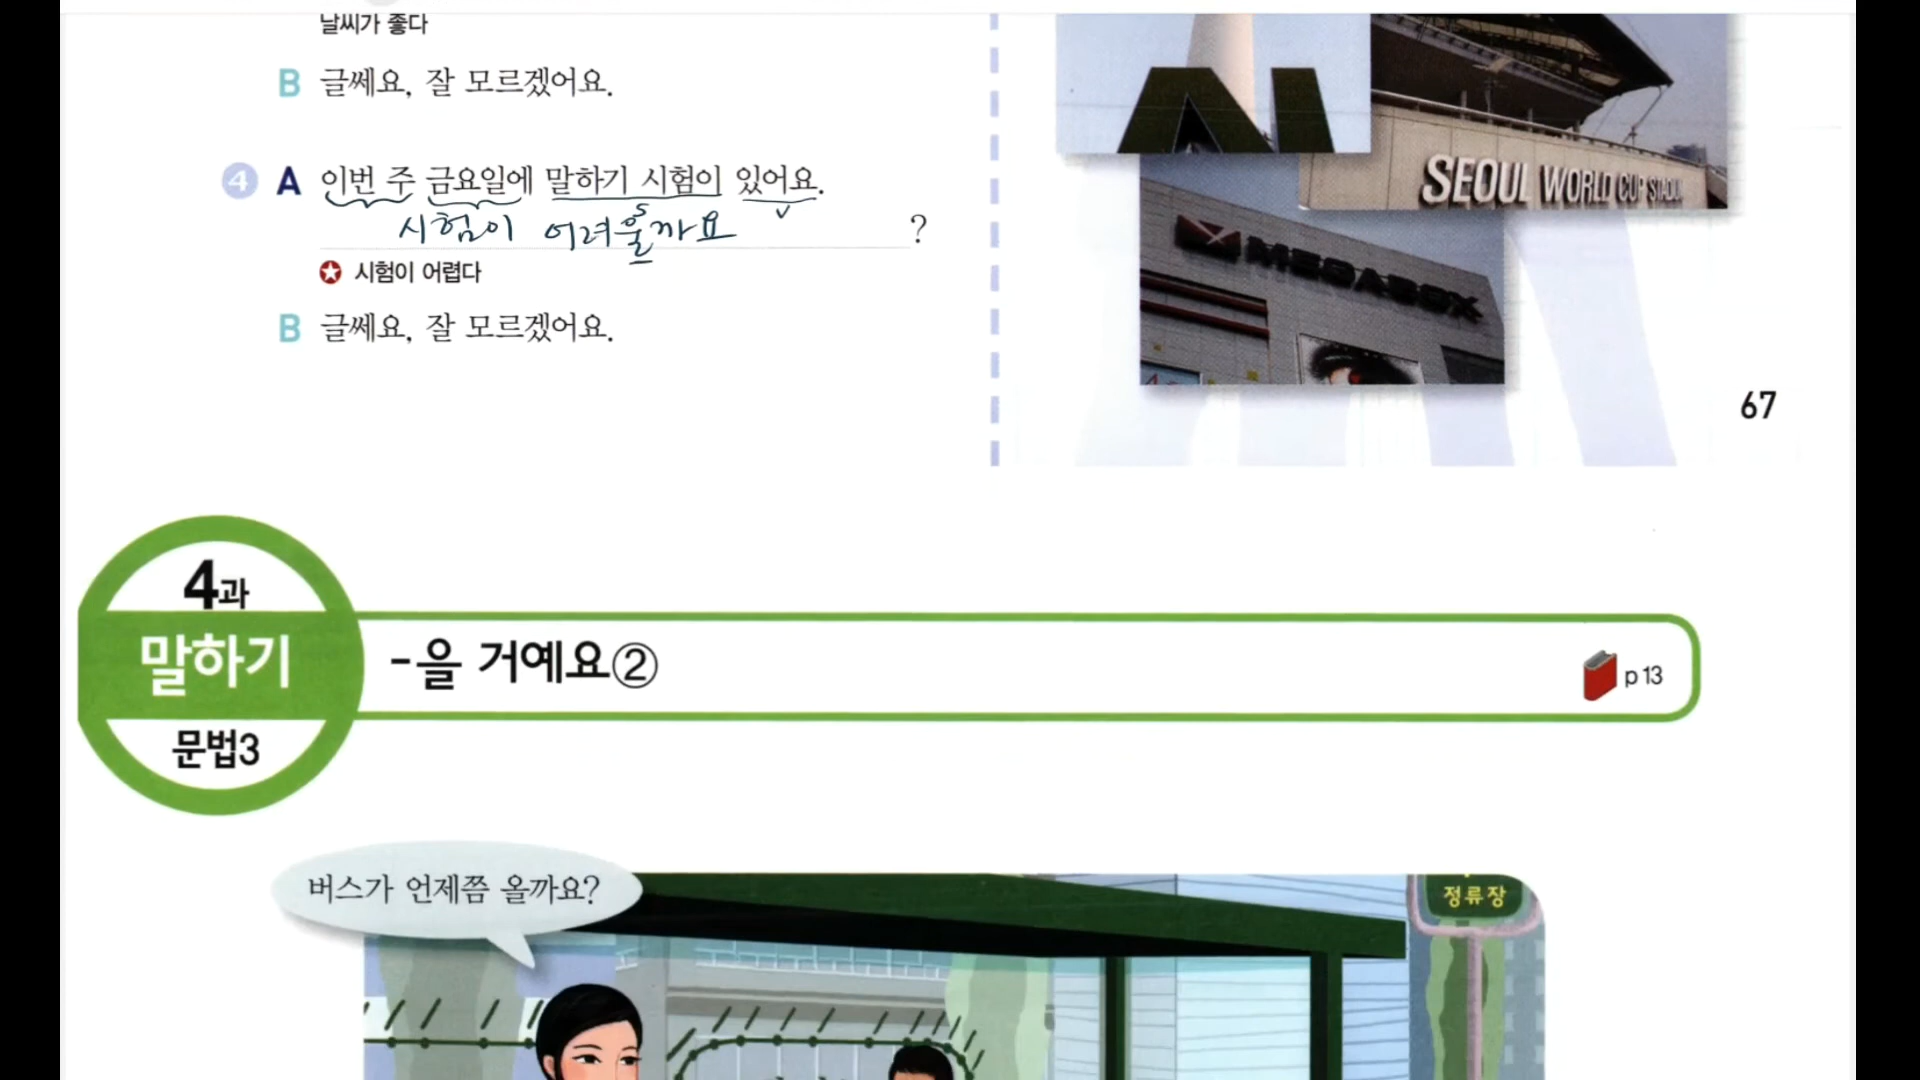 날씨가 좋다
B 글쎄요, 잘 모르겠어요.
4 A 이번 주 금요일에 말하기 시험이 있어요.
시험이 어려울까요 ?
시험이 어렵다
B 글쎄요, 잘 모르겠어요.
SEOUL WORLD CUP STADIUM
MEGABOX
67
4과
말하기
문법3
-을 거예요②
p 13
버스가 언제쯤 올까요?
정류장